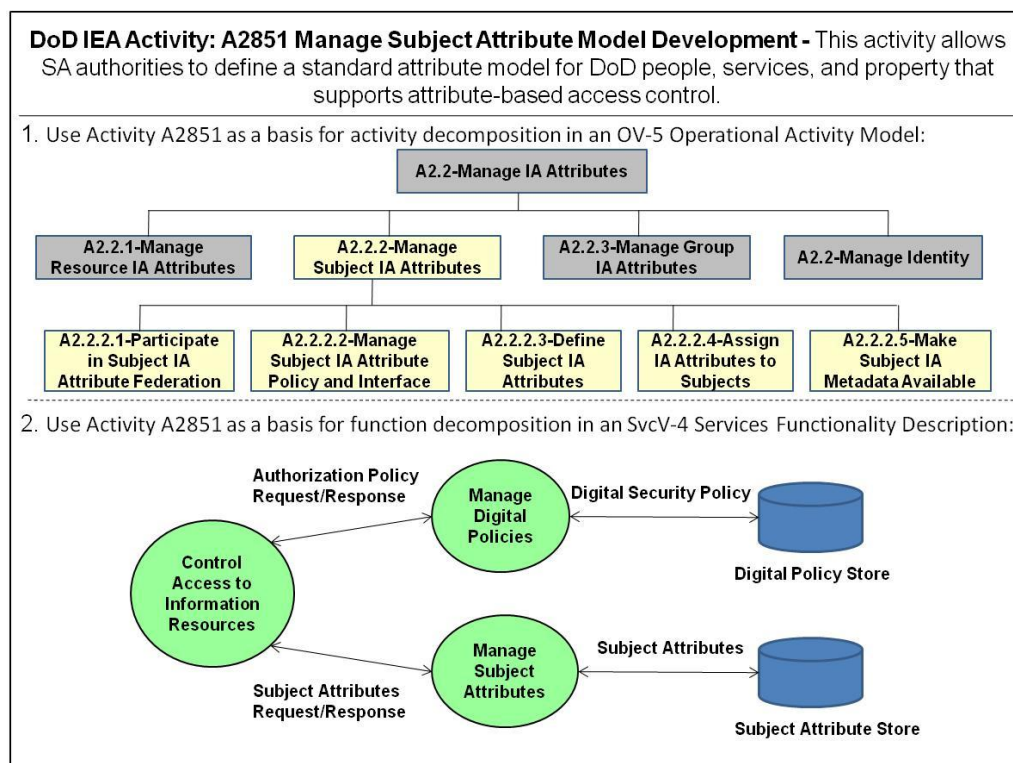 DoD IEA Activity: A2851 Manage Subject Attribute Model Development - This activity allows
SA authorities to define a standard attribute model for DoD people, services, and property that
supports attribute-based access control.
1. Use Activity A2851 as a basis for activity decomposition in an OV-5 Operational Activity Model:
A2.2-Manage IA Attributes
A2.2.1-Manage
Resource IA Attributes
A2.2.2-Manage
Subject IA Attributes
A2.2.3-Manage Group
IA Attributes
A2.2-Manage Identity
A2.2.2.1-Participate
in Subject IA
Attribute Federation
A2.2.2.2-Manage
Subject IA Attribute
Policy and Interface
A2.2.2.3-Define
Subject IA
Attributes
A2.2.2.4-Assign
IA Attributes to
Subjects
A2.2.2.5-Make
Subject IA
Metadata Available
2. Use Activity A2851 as a basis for function decomposition in an SvcV-4 Services Functionality Description:
Authorization Policy
Request/Response
Manage
Digital
Policies
Digital Security Policy
Digital Policy Store
Control
Access to
Information
Resources
Subject Attributes
Request/Response
Manage
Subject
Attributes
Subject Attributes
Subject Attribute Store